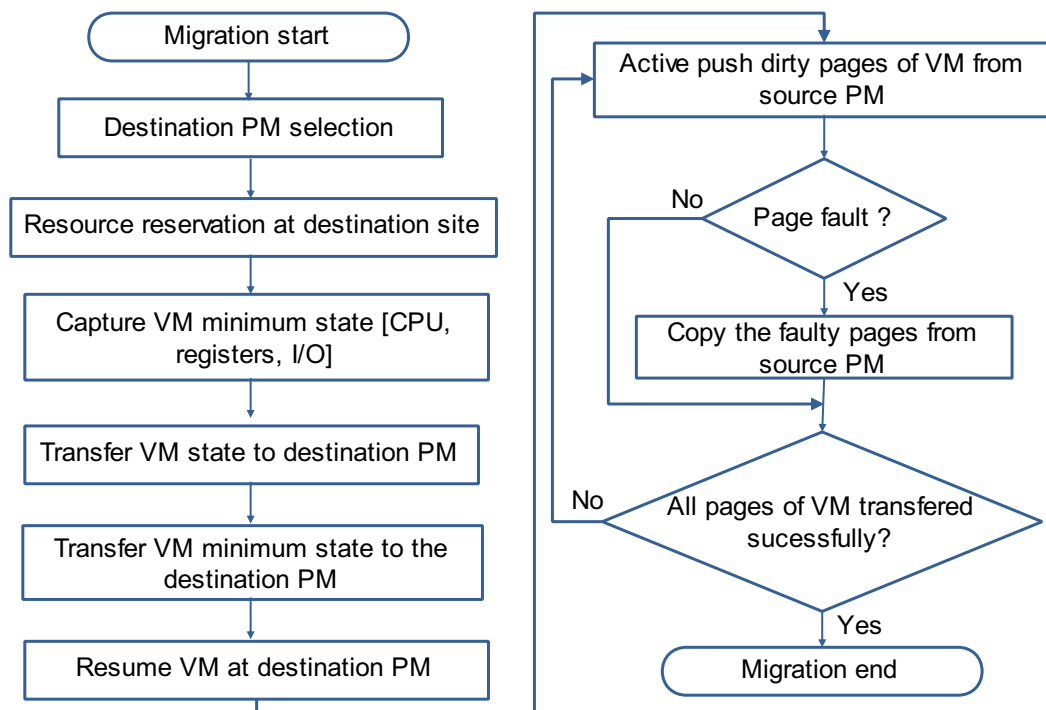 Migration start
Destination PM selection
Resource reservation at destination site
Capture VM minimum state [CPU,
registers, I/O]
Transfer VM state to destination PM
Transfer VM minimum state to the
destination PM
Resume VM at destination PM
Active push dirty pages of VM from
source PM
No
Page fault ?
Yes
Copy the faulty pages from
source PM
No
All pages of VM transfered
sucessfully?
Yes
Migration end